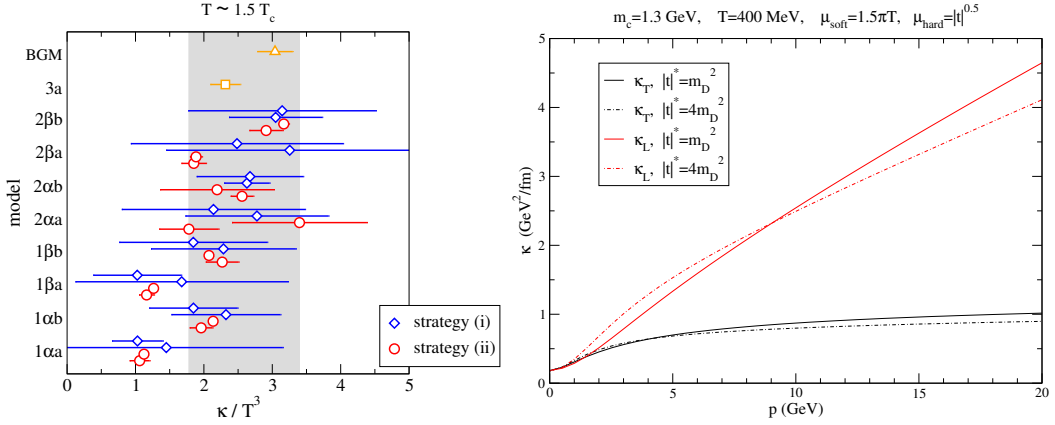 T ~ 1.5 T_c
BGM
3a
2βb
2βa
2αb
2αa
1βb
1βa
1αb
1αa
model
strategy (i)
strategy (ii)
0 1 2 3 4 5
κ / T^3
m_c=1.3 GeV, T=400 MeV, μ_soft=1.5πT, μ_hard=|t|^0.5
κ_T, |t|^*=m_D^2
κ_T, |t|^*=4m_D^2
κ_L, |t|^*=m_D^2
κ_L, |t|^*=4m_D^2
5
4
3
2
1
0
κ (GeV^2/fm)
0 5 10 15 20
p (GeV)